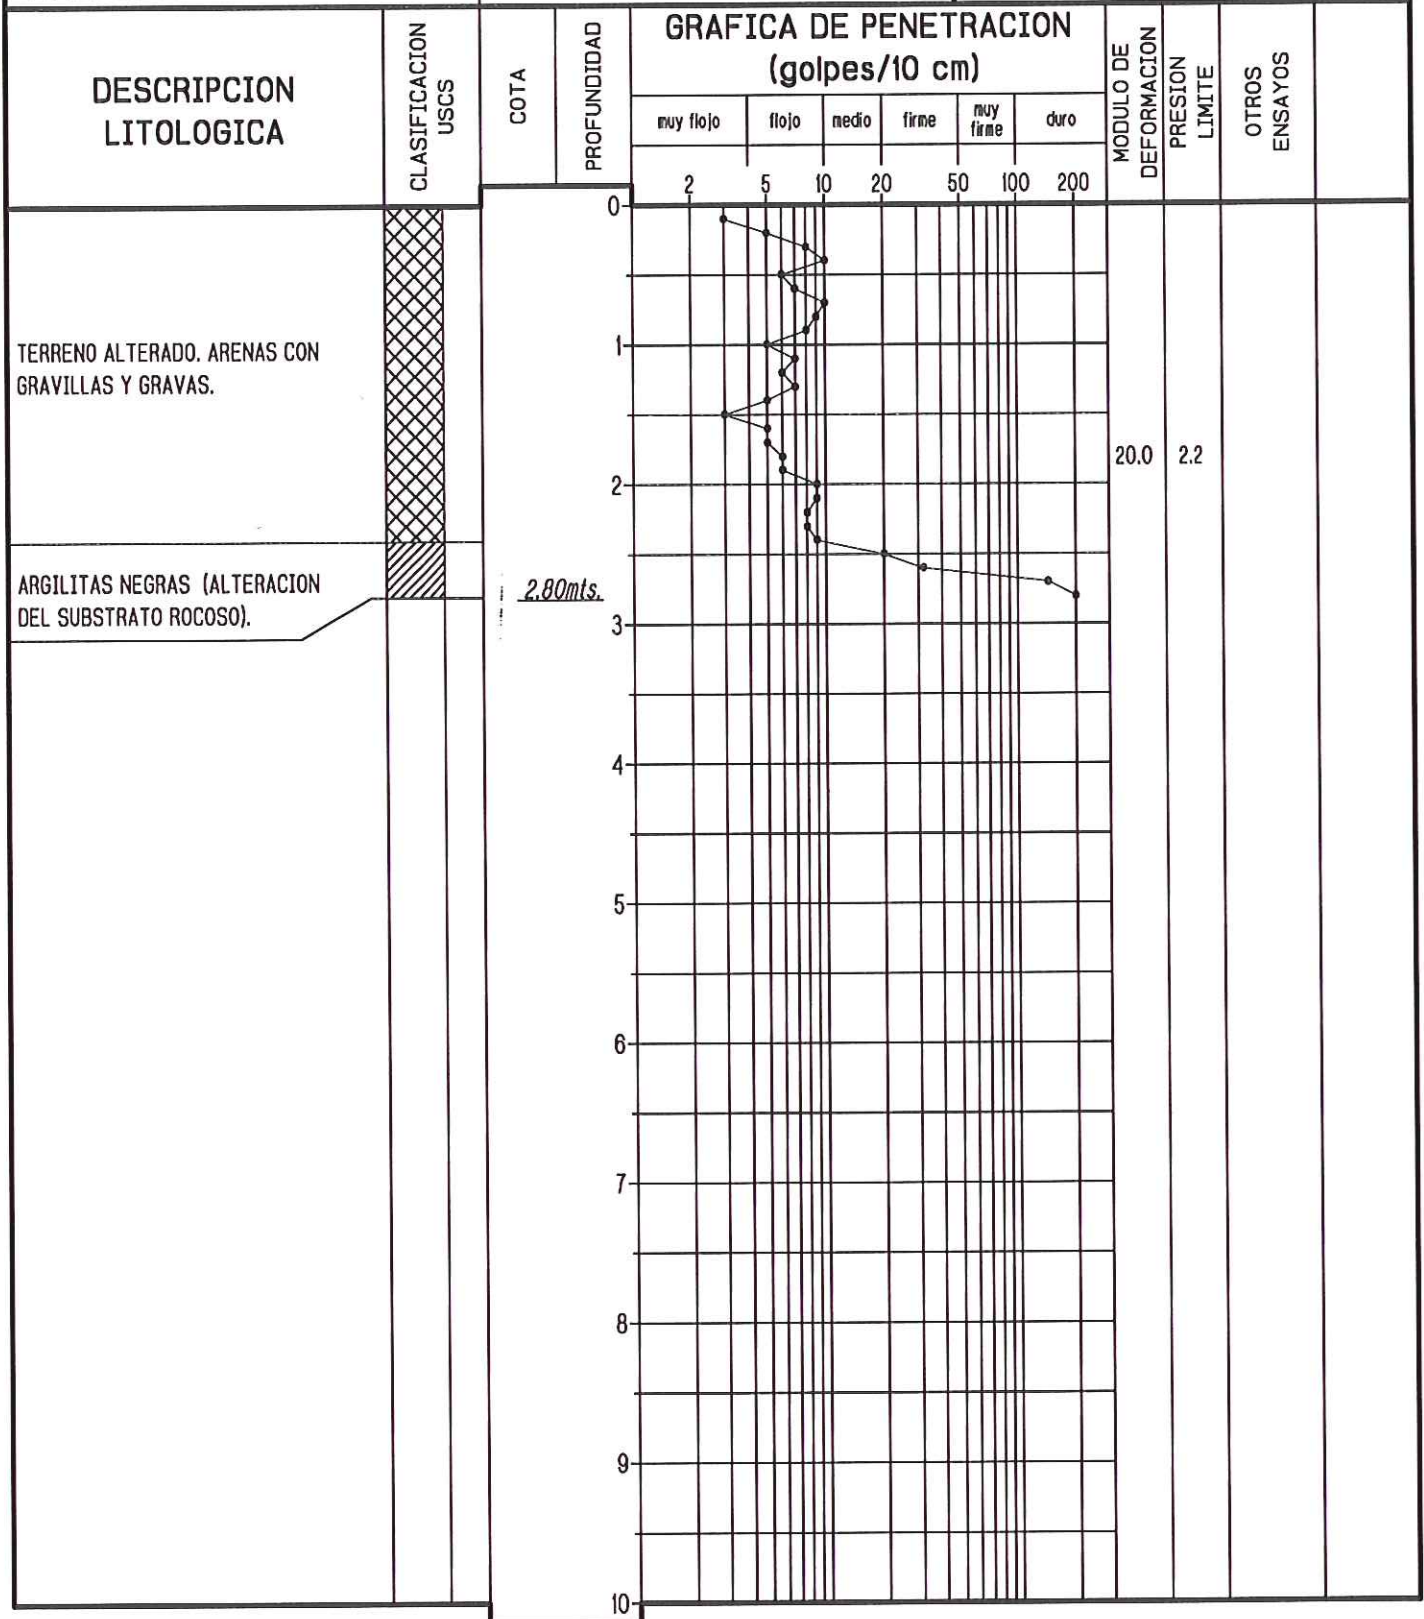 DESCRIPCION
LITOLOGICA
CLASIFICACION
USCS
COTA
PROFUNDIDAD
GRAFICA DE PENETRACION
(golpes/10 cm)
muy flojo
flojo
medio
firme
muy
firme
duro
2
5
10
20
50
100
200
MODULO DE
DEFORMACION
PRESION
LIMITE
OTROS
ENSAYOS
0
TERRENO ALTERADO. ARENAS CON
GRAVILLAS Y GRAVAS.
1
20.0
2.2
2
ARGILITAS NEGRAS (ALTERACION
DEL SUBSTRATO ROCOSO).
2.80mts.
3
4
5
6
7
8
9
10